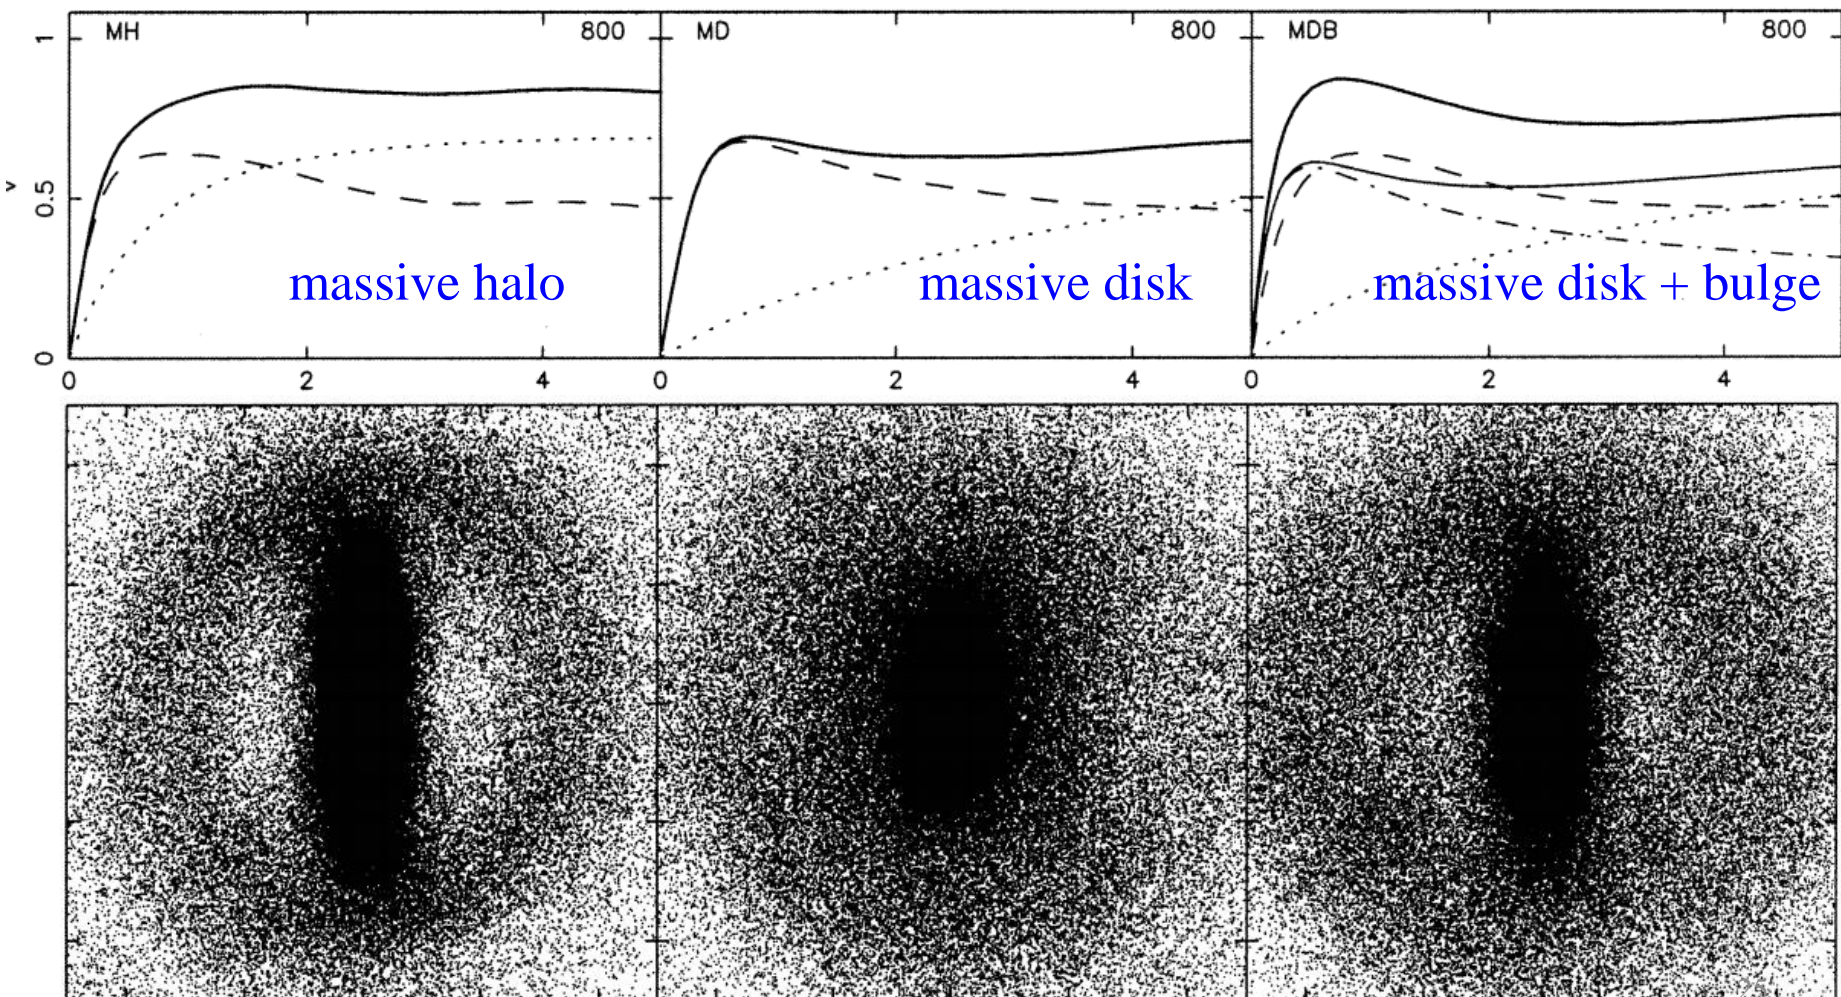 MH 800 MD 800 MDB 800
1
v
0.5
massive halo massive disk massive disk + bulge
0
0 2 4 0 2 4 0 2 4